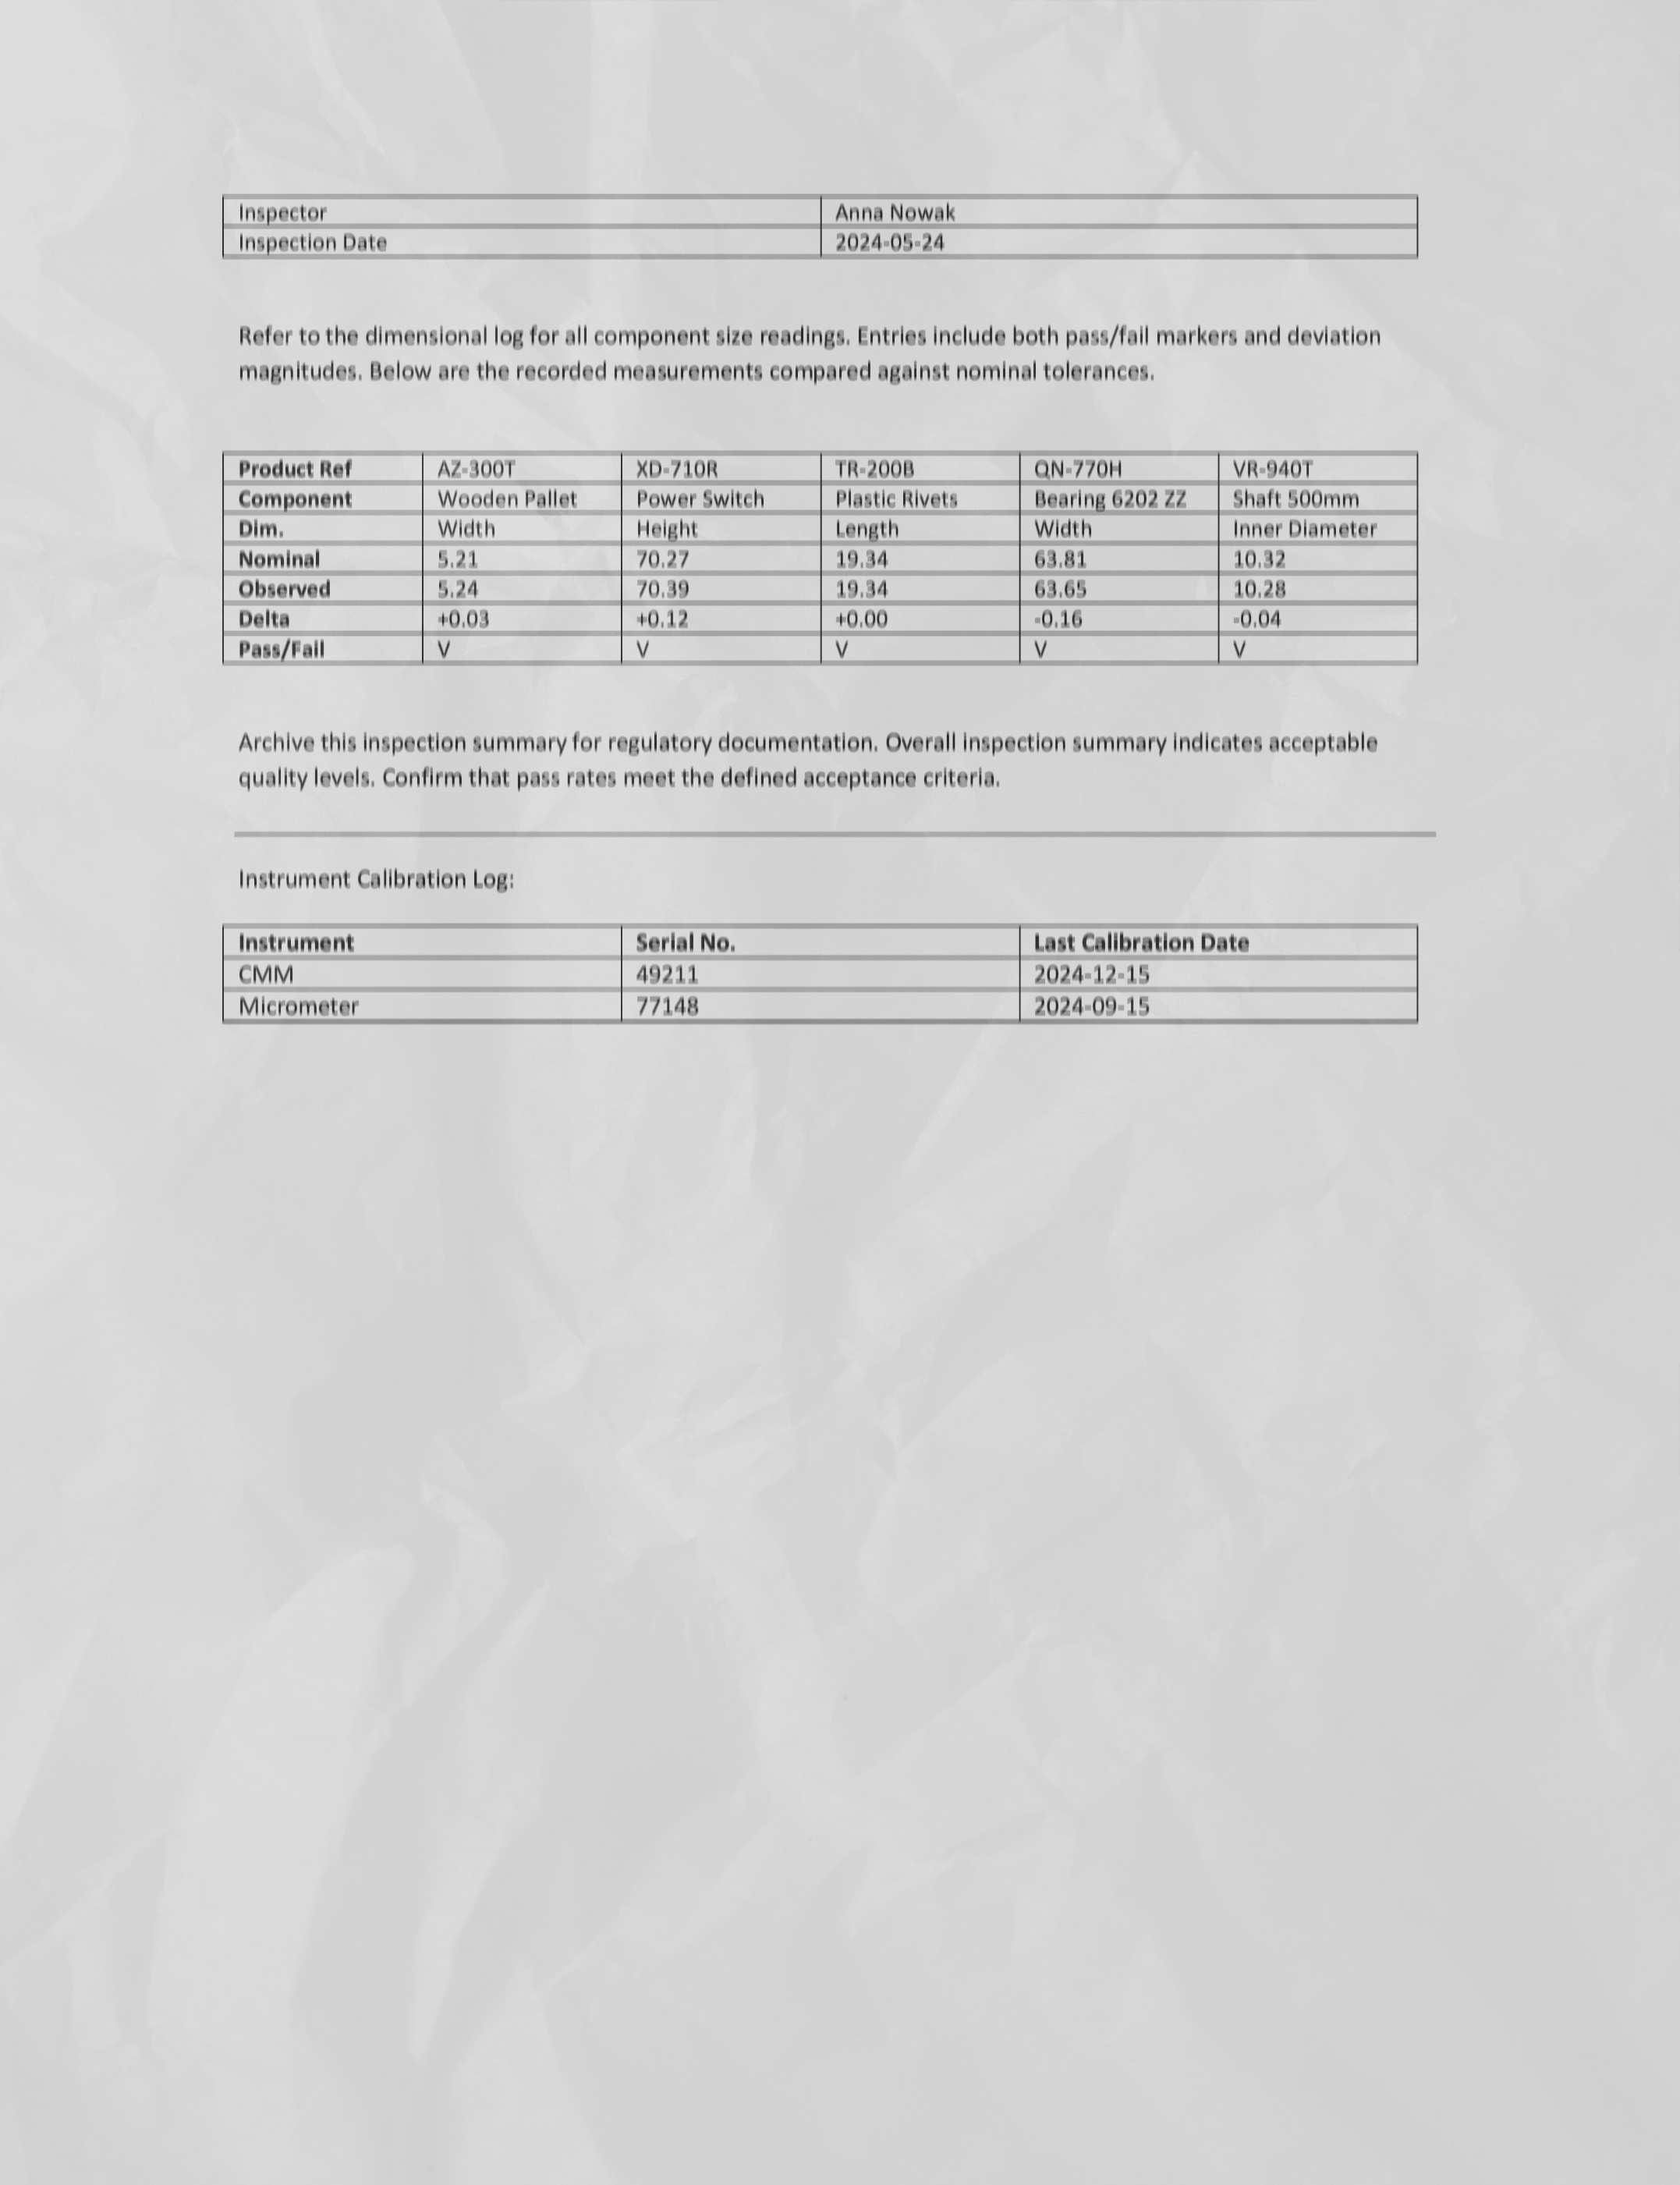 Inspector Anna Nowak
Inspection Date 2024-05-24
Refer to the dimensional log for all component size readings. Entries include both pass/fail markers and deviation
magnitudes. Below are the recorded measurements compared against nominal tolerances.
Product Ref AZ-300T XD-710R TR-200B QN-770H VR-940T
Component Wooden Pallet Power Switch Plastic Rivets Bearing 6202 ZZ Shaft 500mm
Dim. Width Height Length Width Inner Diameter
Nominal 5.21 70.27 19.34 63.81 10.32
Observed 5.24 70.39 19.34 63.65 10.28
Delta +0.03 +0.12 +0.00 -0.16 -0.04
Pass/Fail V V V V V
Archive this inspection summary for regulatory documentation. Overall inspection summary indicates acceptable
quality levels. Confirm that pass rates meet the defined acceptance criteria.
Instrument Calibration Log:
Instrument Serial No. Last Calibration Date
CMM 49211 2024-12-15
Micrometer 77148 2024-09-15